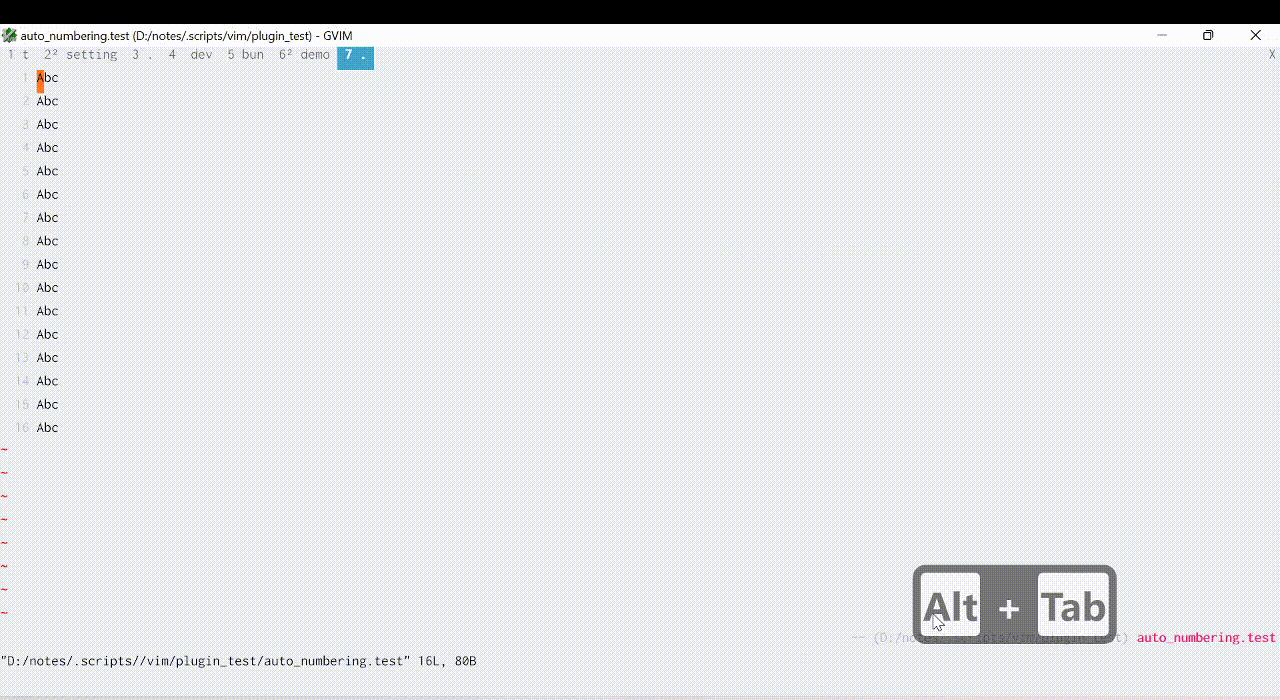 auto_numbering.test (D:/notes/.scripts/vim/plugin_test) - GVIM
1 t 2² setting 3 . 4 dev 5 bun 6² demo 7 . X
1 Abc
2 Abc
3 Abc
4 Abc
5 Abc
6 Abc
7 Abc
8 Abc
9 Abc
10 Abc
11 Abc
12 Abc
13 Abc
14 Abc
15 Abc
16 Abc
~
~
~
~
~
~
~
~
Alt + Tab
-- (D:/notes/.scripts/vim/plugin_test) auto_numbering.test
"D:/notes/.scripts//vim/plugin_test/auto_numbering.test" 16L, 80B